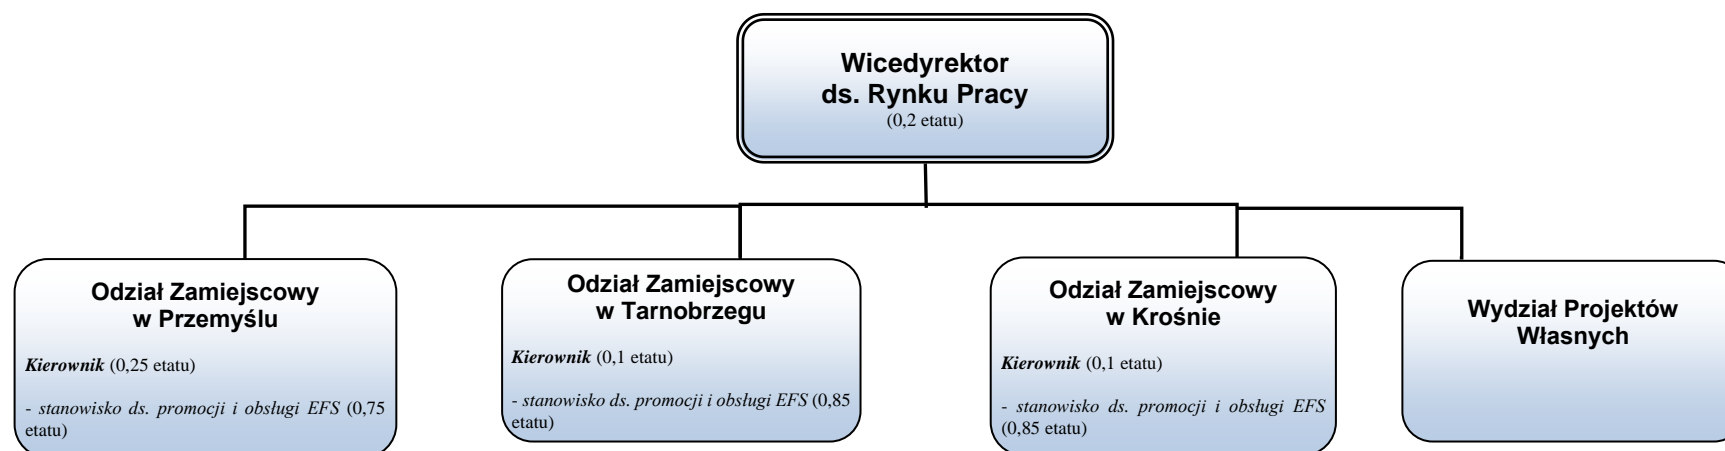 Wicedyrektor
ds. Rynku Pracy
(0,2 etatu)
Odział Zamiejscowy
w Przemyślu
Kierownik (0,25 etatu)
- stanowisko ds. promocji i obsługi EFS (0,75
etatu)
Odział Zamiejscowy
w Tarnobrzegu
Kierownik (0,1 etatu)
- stanowisko ds. promocji i obsługi EFS (0,85
etatu)
Odział Zamiejscowy
w Krośnie
Kierownik (0,1 etatu)
- stanowisko ds. promocji i obsługi EFS
(0,85 etatu)
Wydział Projektów
Własnych